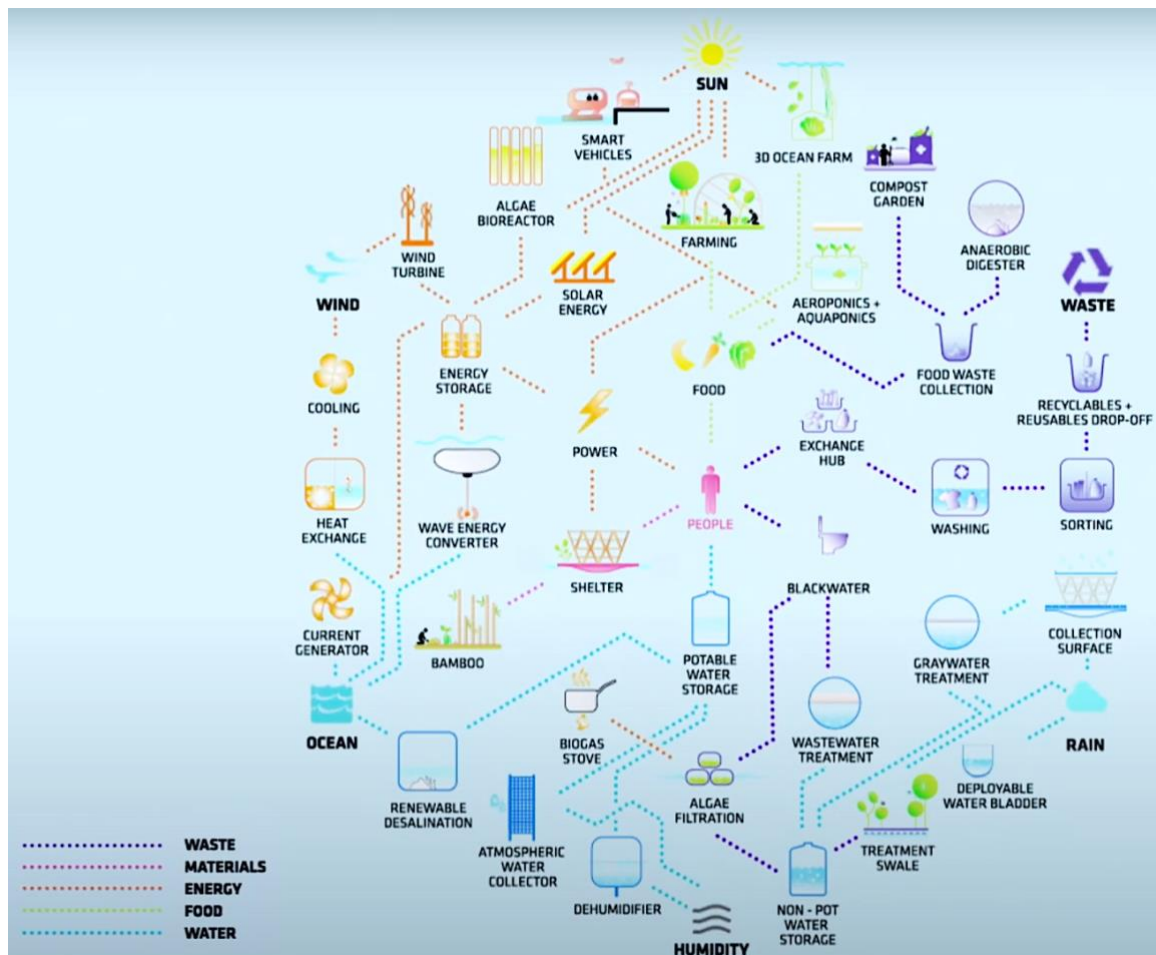 SUN
SMART
VEHICLES
3D OCEAN FARM
COMPOST
GARDEN
ALGAE
BIOREACTOR
FARMING
ANAEROBIC
DIGESTER
WIND
TURBINE
WIND
SOLAR
ENERGY
AEROPONICS +
AQUAPONICS
WASTE
ENERGY
STORAGE
FOOD
FOOD WASTE
COLLECTION
COOLING
RECYCLABLES +
REUSABLES DROP-OFF
POWER
EXCHANGE
HUB
HEAT
EXCHANGE
WAVE ENERGY
CONVERTER
PEOPLE
WASHING
SORTING
SHELTER
BLACKWATER
CURRENT
GENERATOR
BAMBOO
POTABLE
WATER
STORAGE
GRAYWATER
TREATMENT
COLLECTION
SURFACE
OCEAN
BIOGAS
STOVE
WASTEWATER
TREATMENT
RAIN
RENEWABLE
DESALINATION
ALGAE
FILTRATION
DEPLOYABLE
WATER BLADDER
ATMOSPHERIC
WATER
COLLECTOR
TREATMENT
SWALE
DEHUMIDIFIER
NON - POT
WATER
STORAGE
HUMIDITY
WASTE
MATERIALS
ENERGY
FOOD
WATER